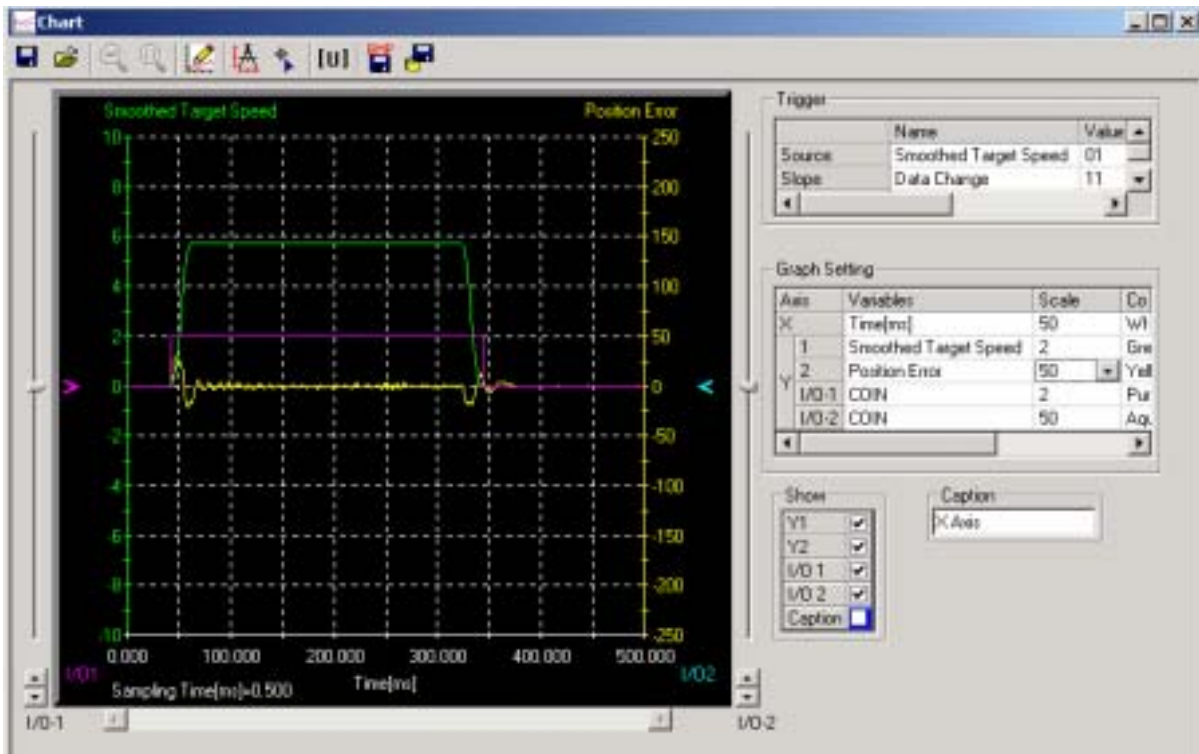 Chart
[U]
Smoothed Target Speed
Position Error
10
8
6
4
2
0
-2
-4
-6
-8
-10
250
200
150
100
50
0
-50
-100
-150
-200
-250
0.000 100.000 200.000 300.000 400.000 500.000
I/O1
I/O2
Sampling Time[ms]=0.500
Time[ms]
I/O-1
I/O-2
Trigger
Name Value
Source Smoothed Target Speed 01
Slope Data Change 11
Graph Setting
Axis Variables Scale Co
X Time[ms] 50 W
Y
1 Smoothed Target Speed 2 Gre
2 Position Error 50 Yell
I/O-1 COIN 2 Pur
I/O-2 COIN 50 Aqu
Show
Y1
Y2
I/O 1
I/O 2
Caption
Caption
X Axis